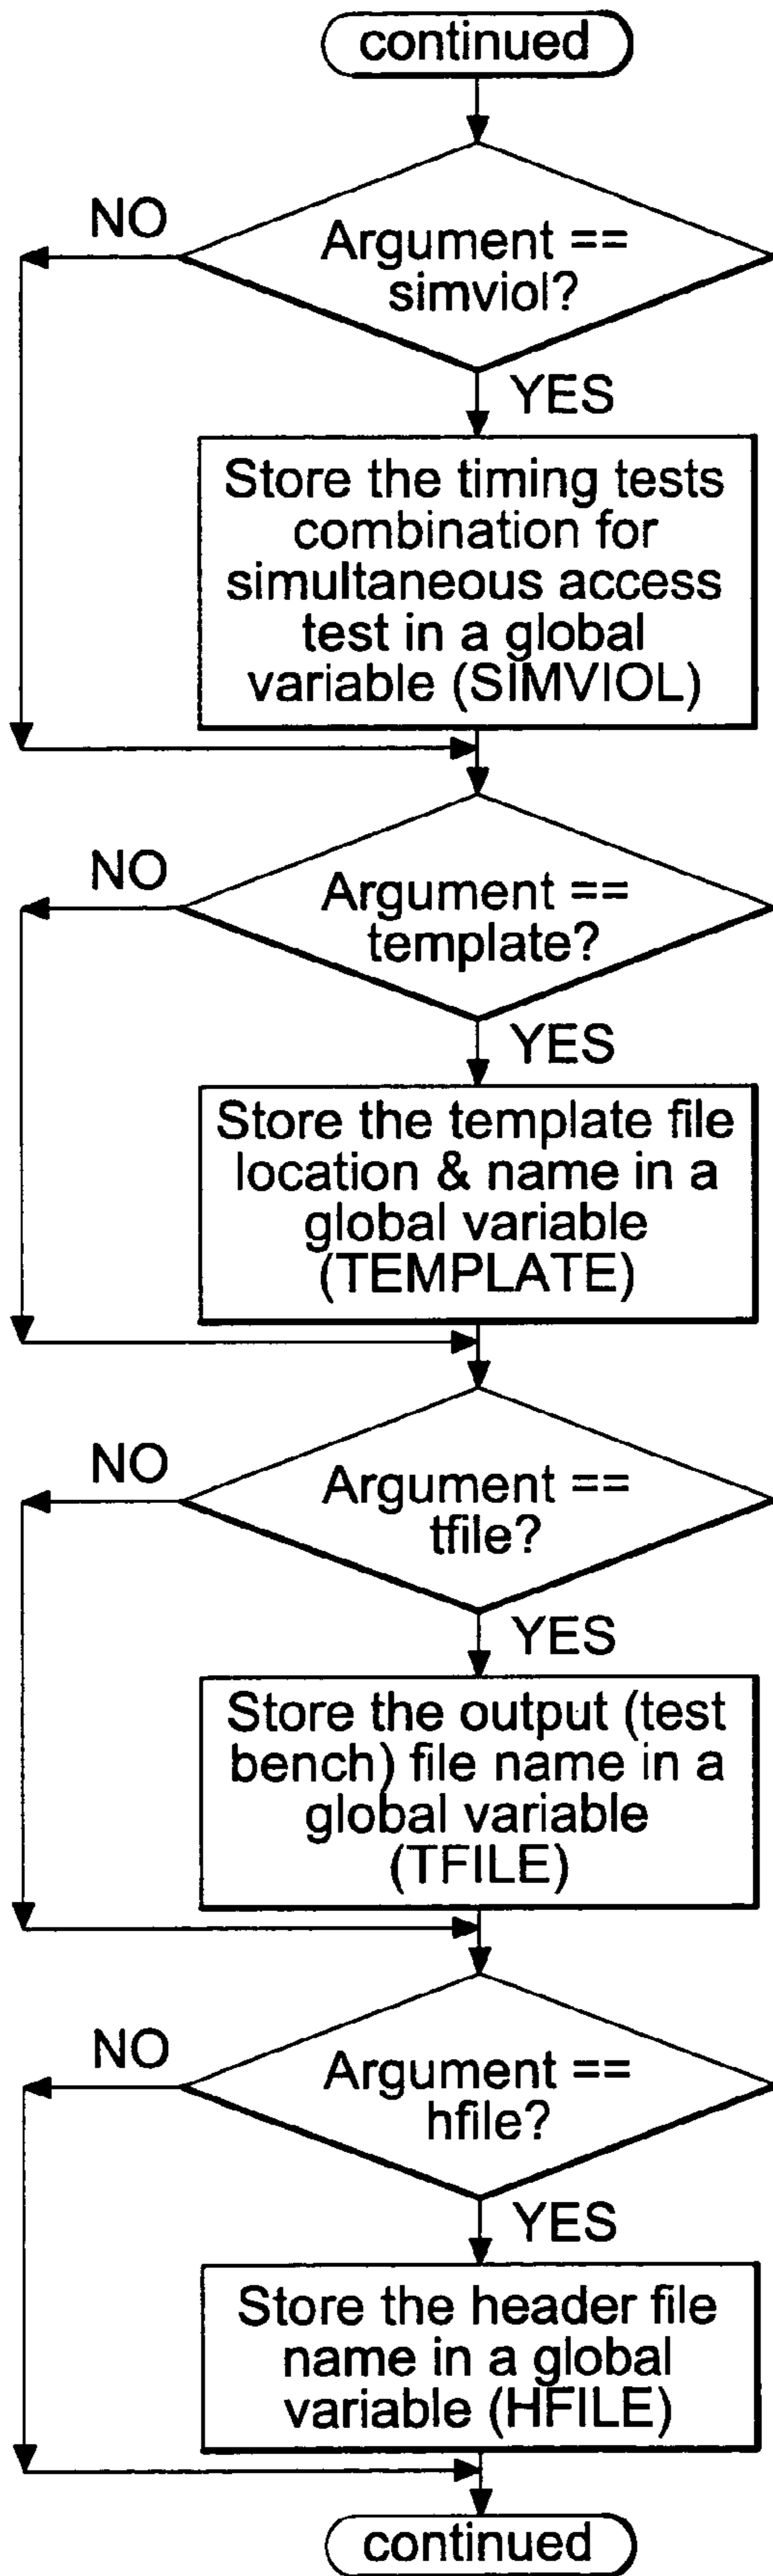 continued
NO
Argument ==
simviol?
YES
Store the timing tests
combination for
simultaneous access
test in a global
variable (SIMVIOL)
NO
Argument ==
template?
YES
Store the template file
location & name in a
global variable
(TEMPLATE)
NO
Argument ==
tfile?
YES
Store the output (test
bench) file name in a
global variable
(TFILE)
NO
Argument ==
hfile?
YES
Store the header file
name in a global
variable (HFILE)
continued